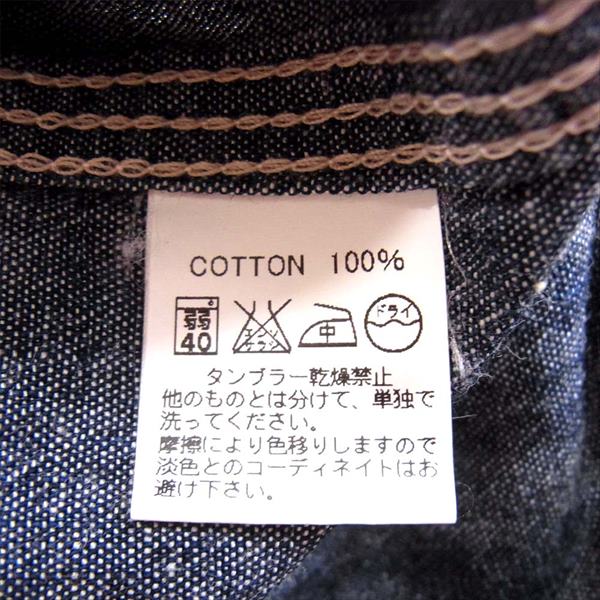 COTTON 100%
弱 40 エンソ サラシ 中 ドライ
タンブラー乾燥禁止
他のものとは分けて、単独で
洗ってください。
摩擦により色移りしますので
淡色とのコーディネイトはお
避け下さい。